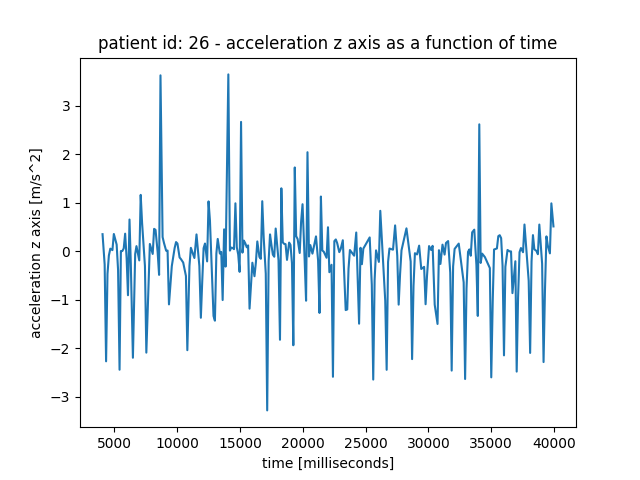 patient id: 26 - acceleration z axis as a function of time
acceleration z axis [m/s^2]
3
2
1
0
−1
−2
−3
5000 10000 15000 20000 25000 30000 35000 40000
time [milliseconds]